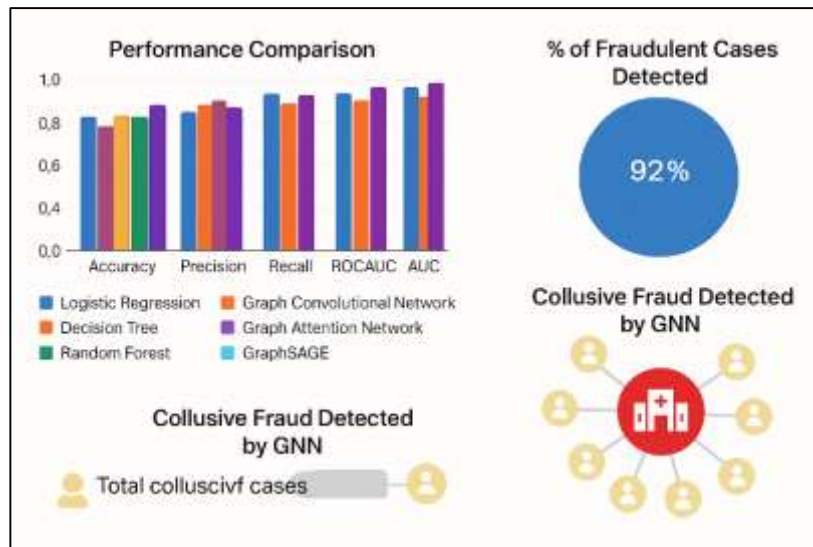 Performance Comparison
1,0
0,8
0,6
0,4
0.0
Accuracy
Precision
Recall
ROCAUC
AUC
Logistic Regression
Decision Tree
Random Forest
Graph Convolutional Network
Graph Attention Network
GraphSAGE
% of Fraudulent Cases
Detected
92%
Collusive Fraud Detected
by GNN
Total colluscivf cases
Collusive Fraud Detected
by GNN